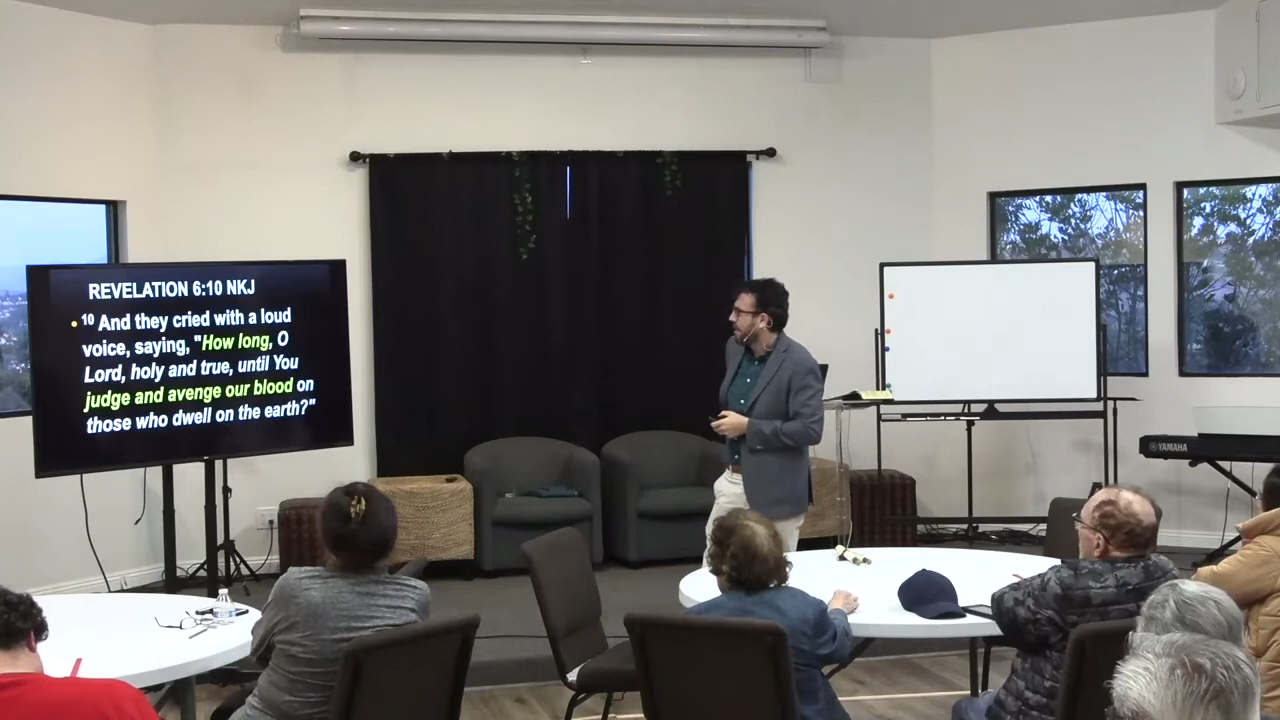 REVELATION 6:10 NKJ
• 10 And they cried with a loud
voice, saying, "How long, O
Lord, holy and true, until You
judge and avenge our blood on
those who dwell on the earth?"
YAMAHA